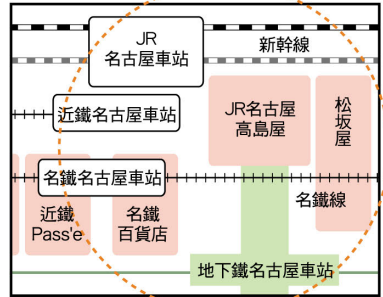 JR
名古屋車站
新幹線
近鐵名古屋車站
JR名古屋
高島屋
松坂屋
名鐵名古屋車站
名鐵線
近鐵
Pass'e
名鐵
百貨店
地下鐵名古屋車站